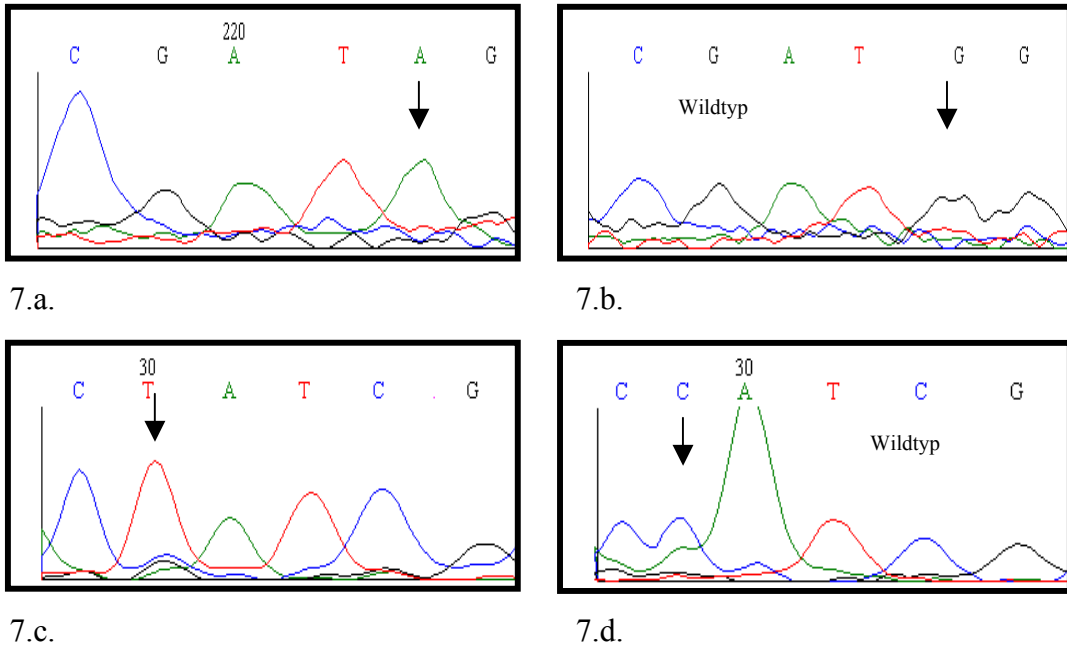 220
C G A T A G
C G A T G G
Wildtyp
7.a.
7.b.
30
C T A T C G
30
C C A T C G
Wildtyp
7.c.
7.d.